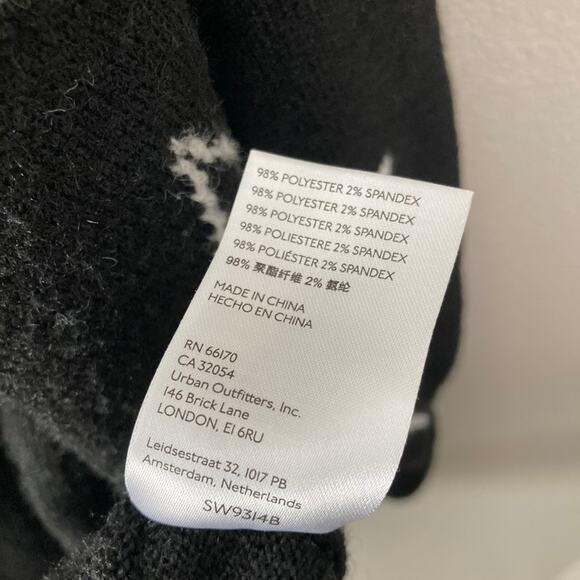 98% POLYESTER 2% SPANDEX
98% POLYESTER 2% SPANDEX
98% POLYESTER 2% SPANDEX
98% POLIESTERE 2% SPANDEX
98% POLIÉSTER 2% SPANDEX
98% 聚酯纤维 2% 氨纶
MADE IN CHINA
HECHO EN CHINA
RN 66170
CA 32054
Urban Outfitters, Inc.
146 Brick Lane
LONDON, E1 6RU
Leidsestraat 32, 1017 PB
Amsterdam, Netherlands
SW9314B